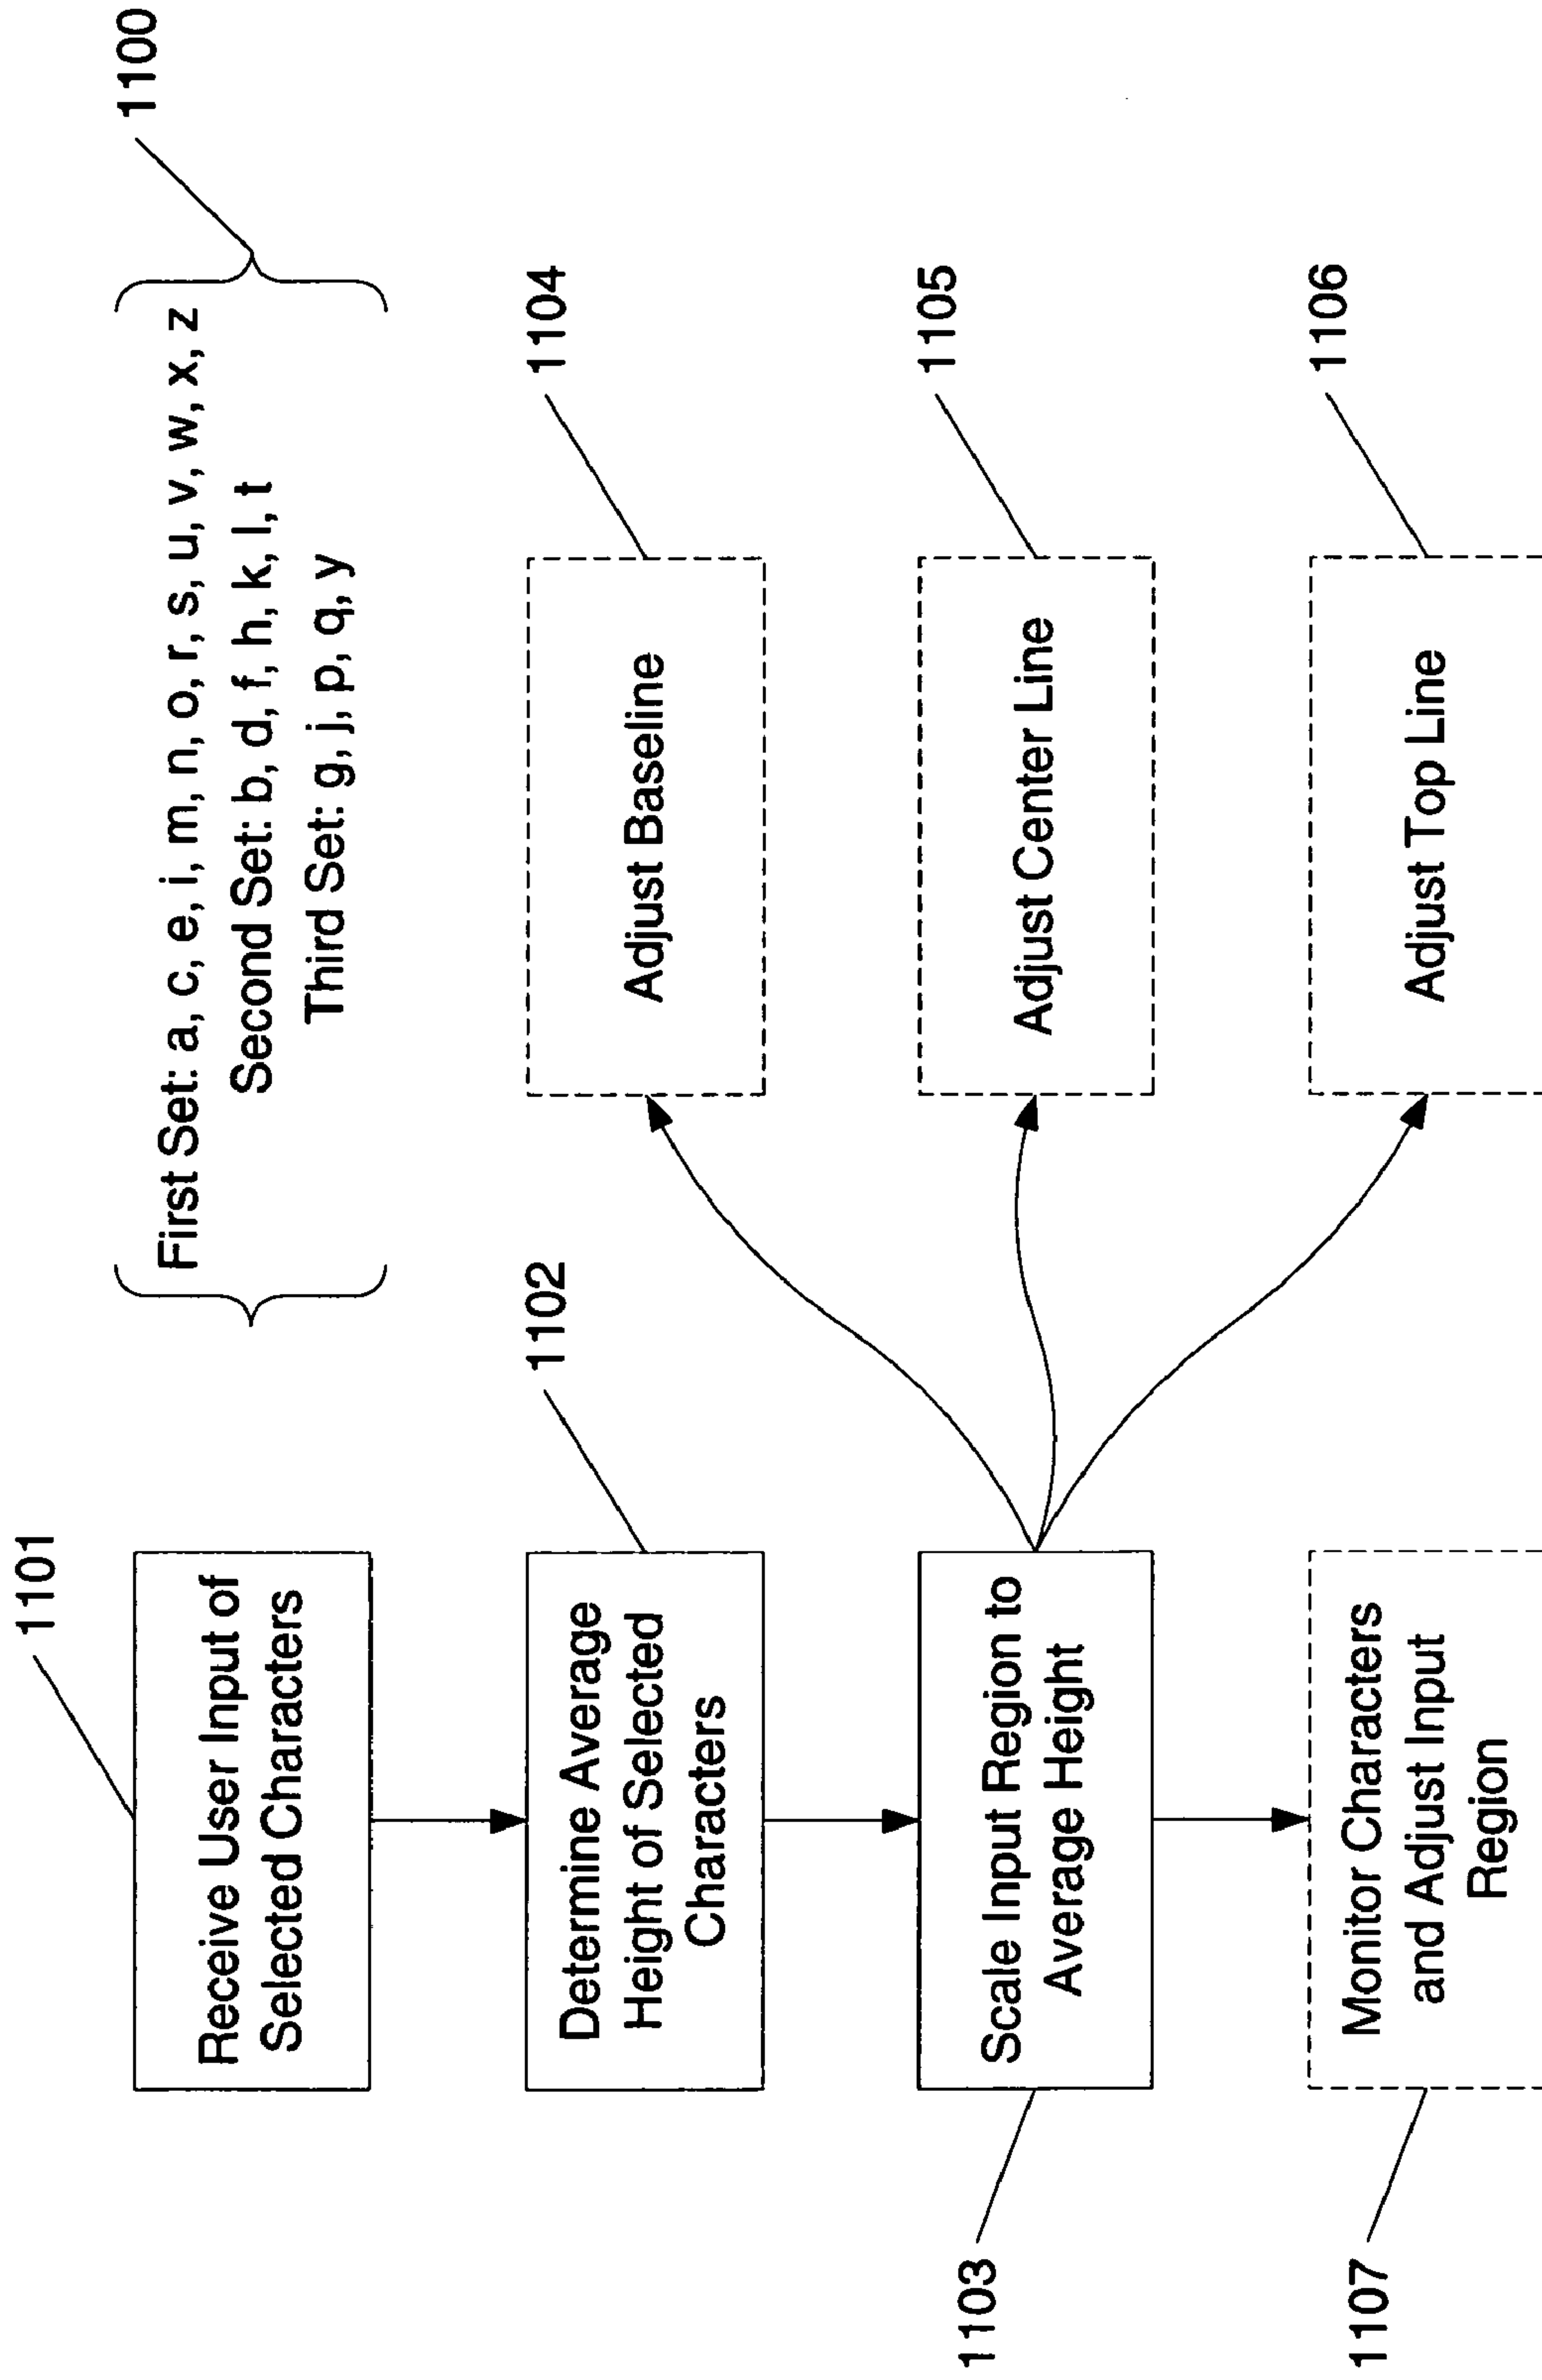 1101
Receive User Input of
Selected Characters
First Set: a, c, e, i, m, n, o, r, s, u, v, w, x, z
Second Set: b, d, f, h, k, l, t
Third Set: g, j, p, q, y
1100
1102
Determine Average
Height of Selected
Characters
1103
Scale Input Region to
Average Height
1104
Adjust Baseline
1105
Adjust Center Line
1106
Adjust Top Line
1107
Monitor Characters
and Adjust Input
Region